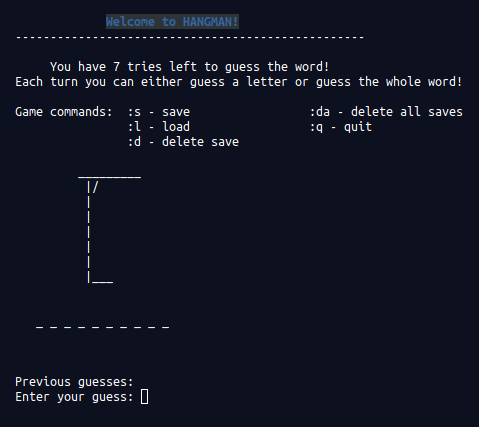 Welcome to HANGMAN!
--------------------------------------------------
You have 7 tries left to guess the word!
Each turn you can either guess a letter or guess the whole word!
Game commands:  :s - save                 :da - delete all saves
:l - load                 :q - quit
:d - delete save
_________
|/
|
|
|
|
|
|___
_ _ _ _ _ _ _ _ _ _
Previous guesses:
Enter your guess: